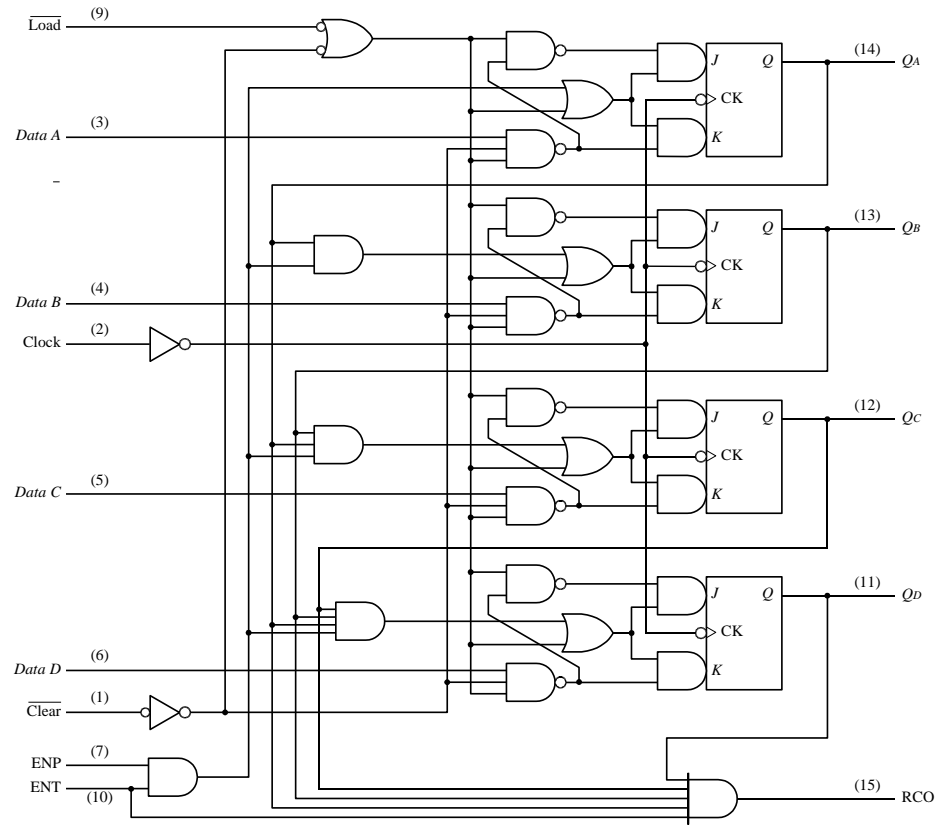 Load (9)
(14)
J Q QA
CK
Data A (3)
K
–
(13)
J Q QB
CK
Data B (4)
K
Clock (2)
(12)
J Q QC
CK
Data C (5)
K
(11)
J Q QD
CK
Data D (6)
K
Clear (1)
ENP (7)
ENT (10)
(15)
RCO